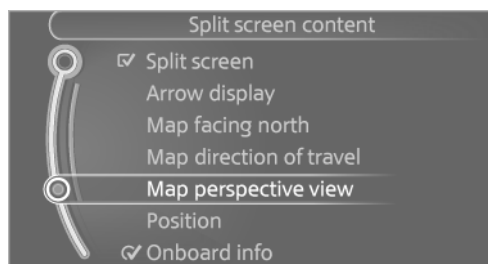 Split screen content
Split screen
Arrow display
Map facing north
Map direction of travel
Map perspective view
Position
Onboard info